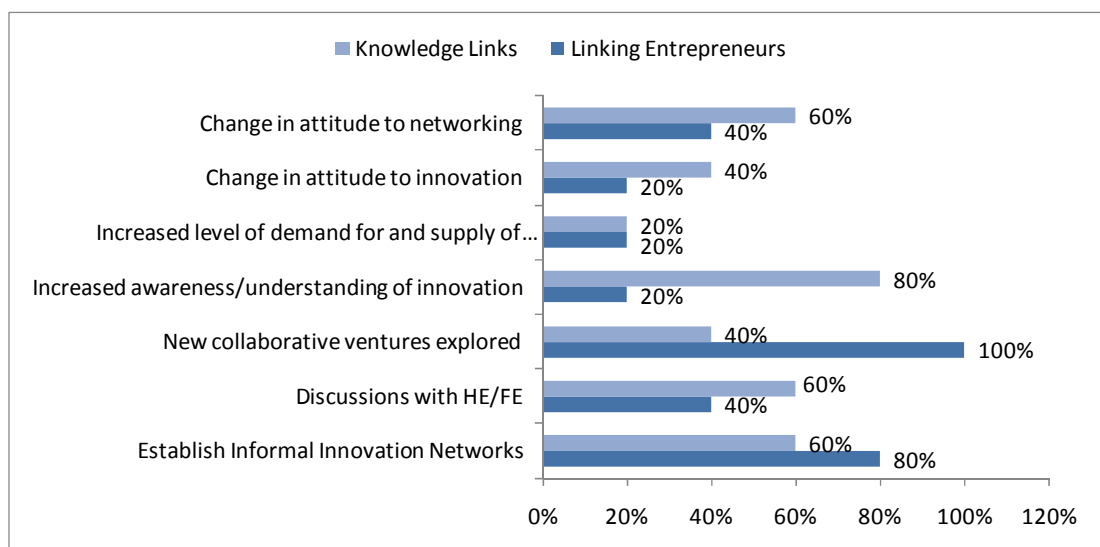 Knowledge Links Linking Entrepreneurs
Change in attitude to networking 60%
40%
Change in attitude to innovation 40%
20%
Increased level of demand for and supply of... 20%
20%
Increased awareness/understanding of innovation 80%
20%
New collaborative ventures explored 40%
100%
Discussions with HE/FE 60%
40%
Establish Informal Innovation Networks 60%
80%
0% 20% 40% 60% 80% 100% 120%